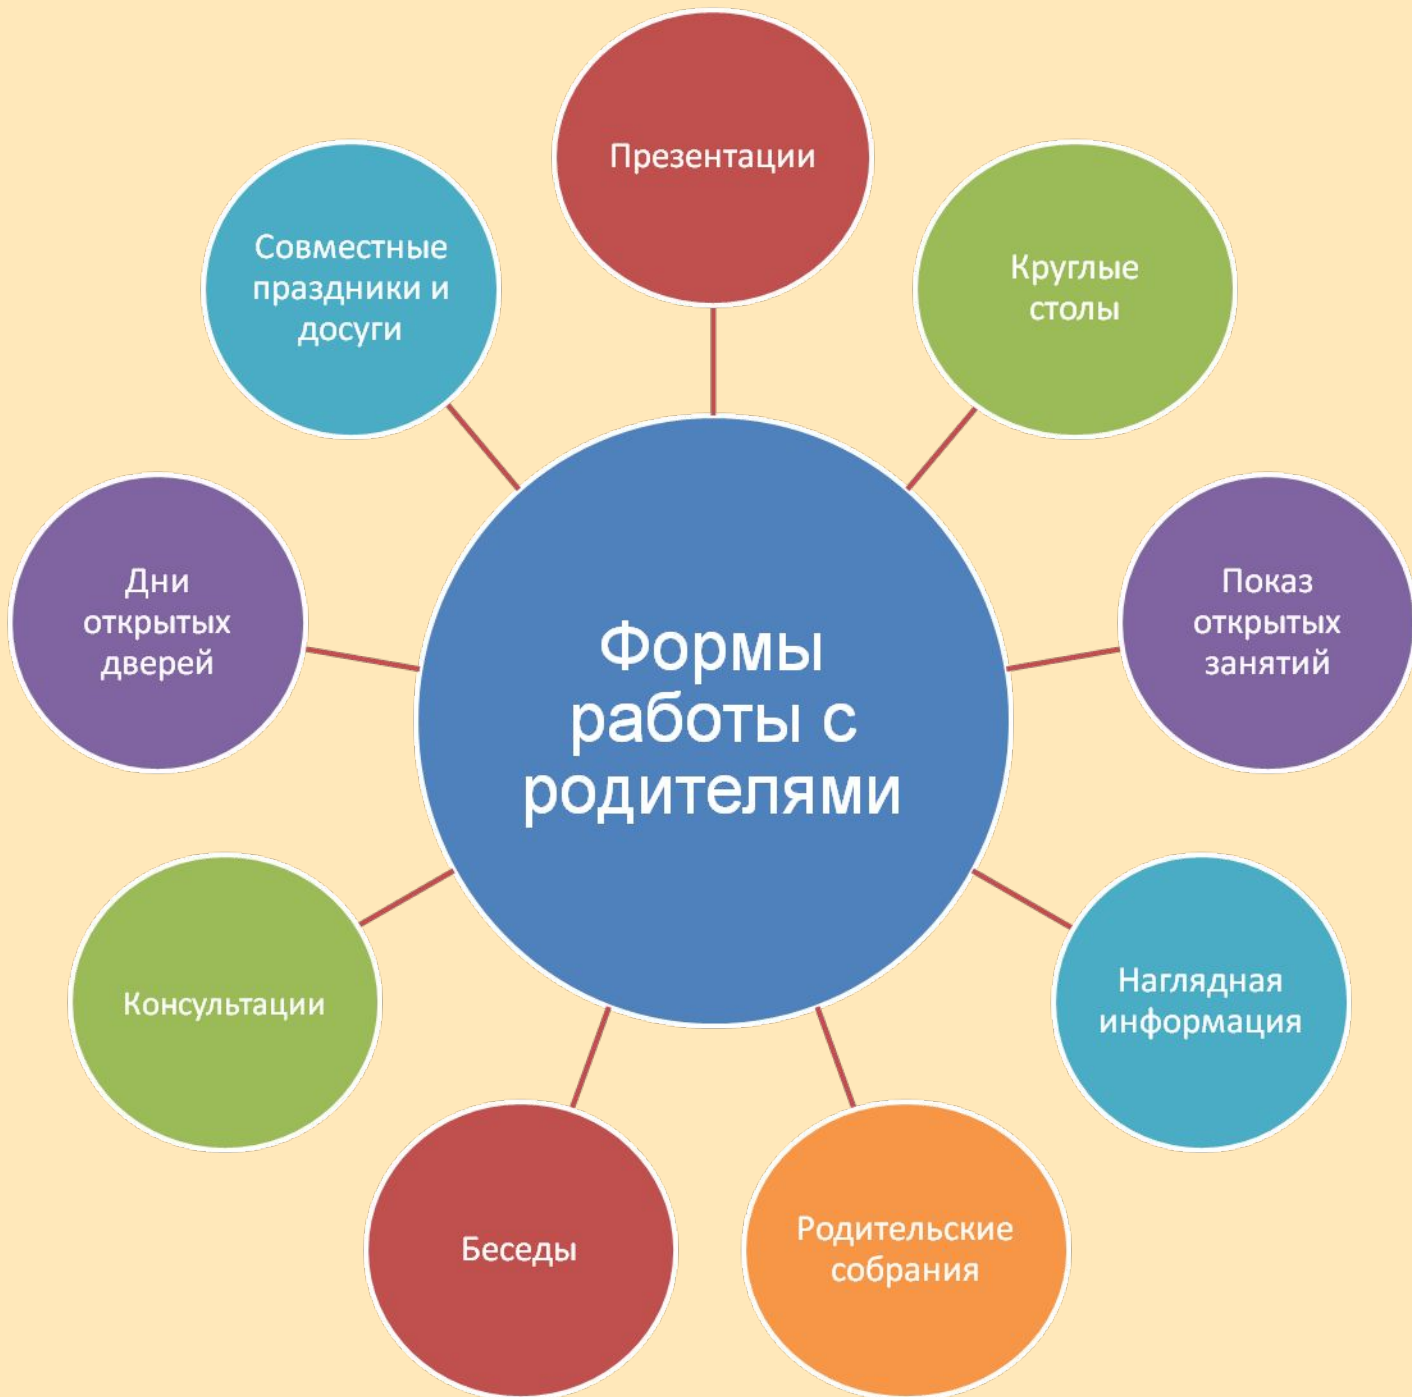 Презентации
Круглые
столы
Показ
открытых
занятий
Наглядная
информация
Родительские
собрания
Беседы
Консультации
Дни
открытых
дверей
Совместные
праздники и
досуги
Формы
работы с
родителями